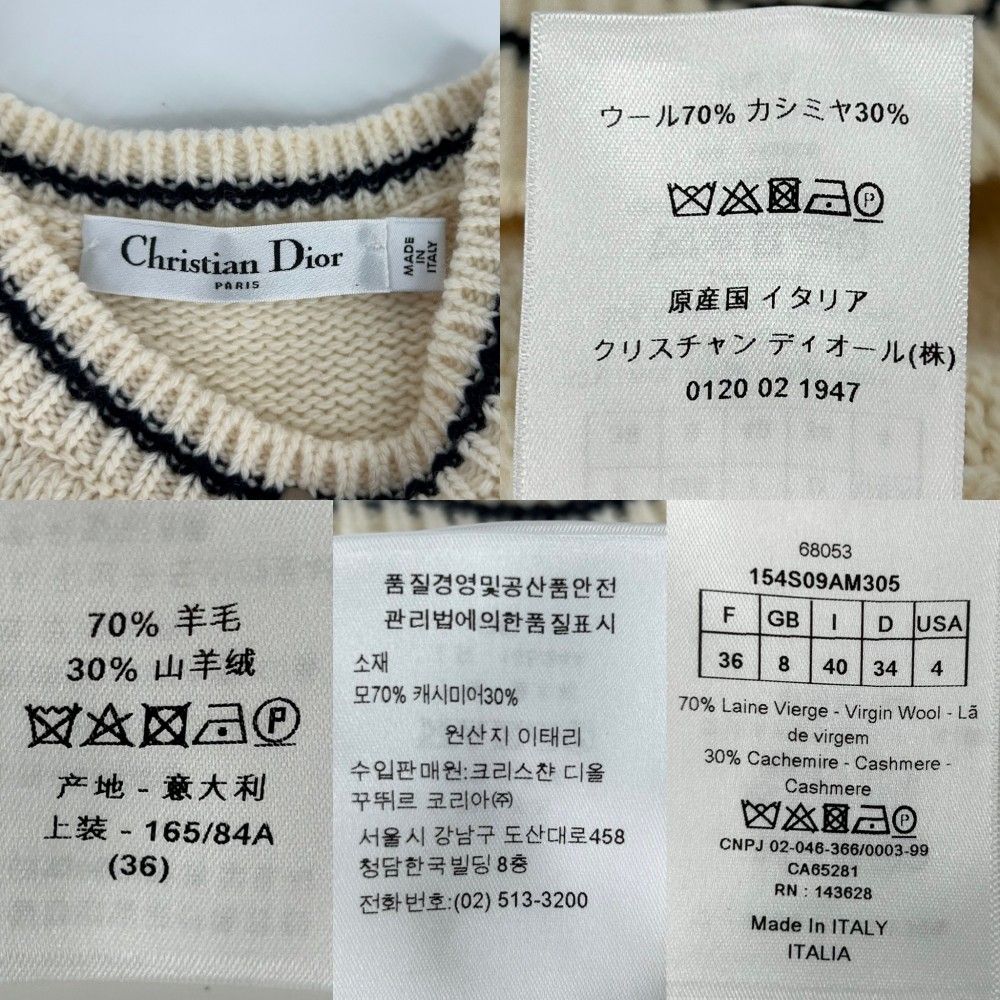 Christian Dior
PARIS
MADE
IN
ITALY
ウール70% カシミヤ30%
原産国 イタリア
クリスチャン ディオール(株)
0120 02 1947
70% 羊毛
30% 山羊绒
产地 - 意大利
上装 - 165/84A
(36)
품질경영및공산품안전
관리법에의한품질표시
소재
모70% 캐시미어30%
원산지 이태리
수입판매원:크리스챤 디올
꾸뛰르 코리아㈜
서울시 강남구 도산대로458
청담한국빌딩 8층
전화번호:(02) 513-3200
68053
154S09AM305
F GB I D USA
36 8 40 34 4
70% Laine Vierge - Virgin Wool - Lã
de virgem
30% Cachemire - Cashmere -
Cashmere
CNPJ 02-046-366/0003-99
CA65281
RN : 143628
Made In ITALY
ITALIA